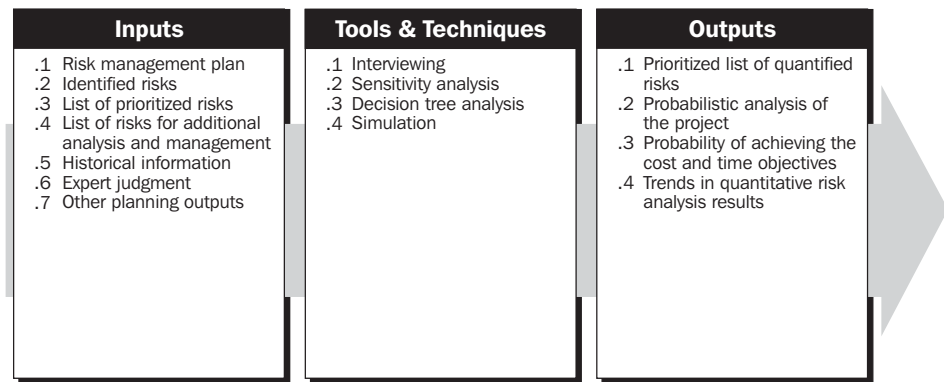 Inputs
.1 Risk management plan
.2 Identified risks
.3 List of prioritized risks
.4 List of risks for additional
analysis and management
.5 Historical information
.6 Expert judgment
.7 Other planning outputs
Tools & Techniques
.1 Interviewing
.2 Sensitivity analysis
.3 Decision tree analysis
.4 Simulation
Outputs
.1 Prioritized list of quantified
risks
.2 Probabilistic analysis of
the project
.3 Probability of achieving the
cost and time objectives
.4 Trends in quantitative risk
analysis results